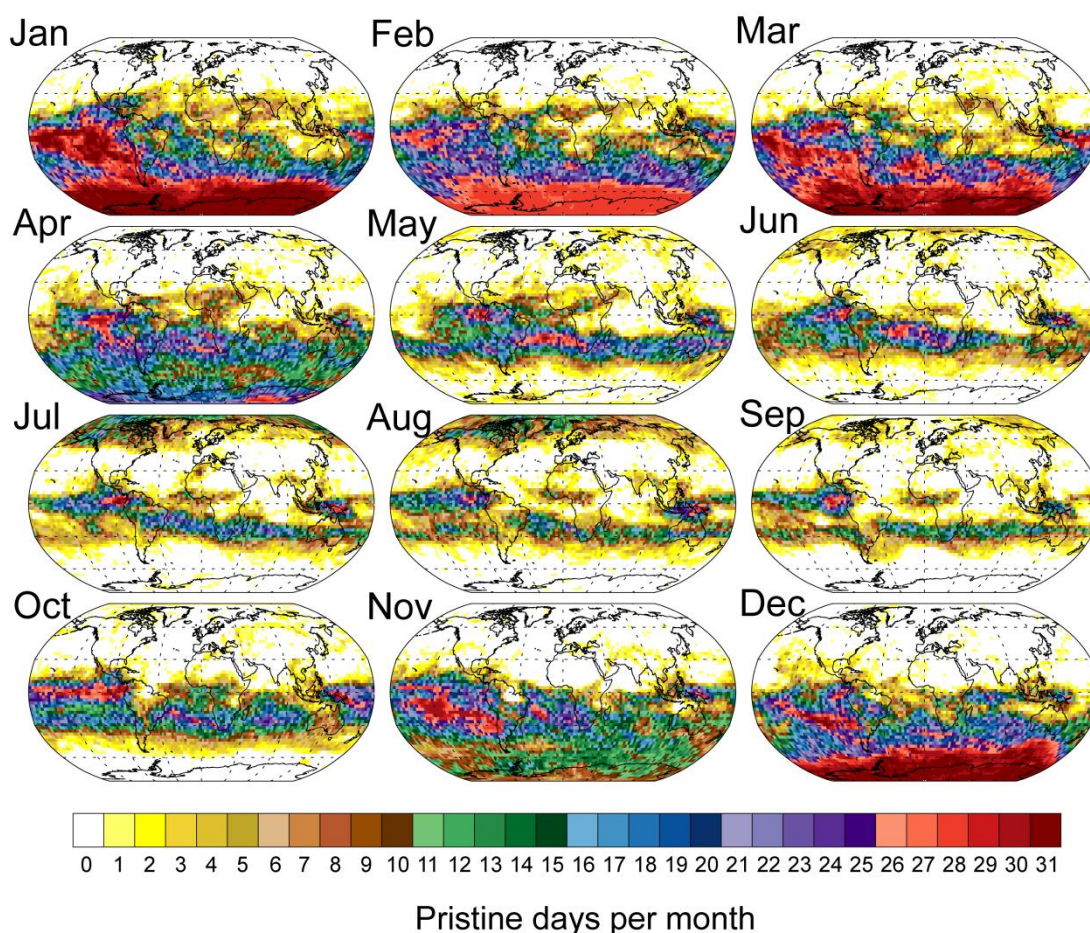 Jan Feb Mar
Apr May Jun
Jul Aug Sep
Oct Nov Dec
0 1 2 3 4 5 6 7 8 9 10 11 12 13 14 15 16 17 18 19 20 21 22 23 24 25 26 27 28 29 30 31
Pristine days per month